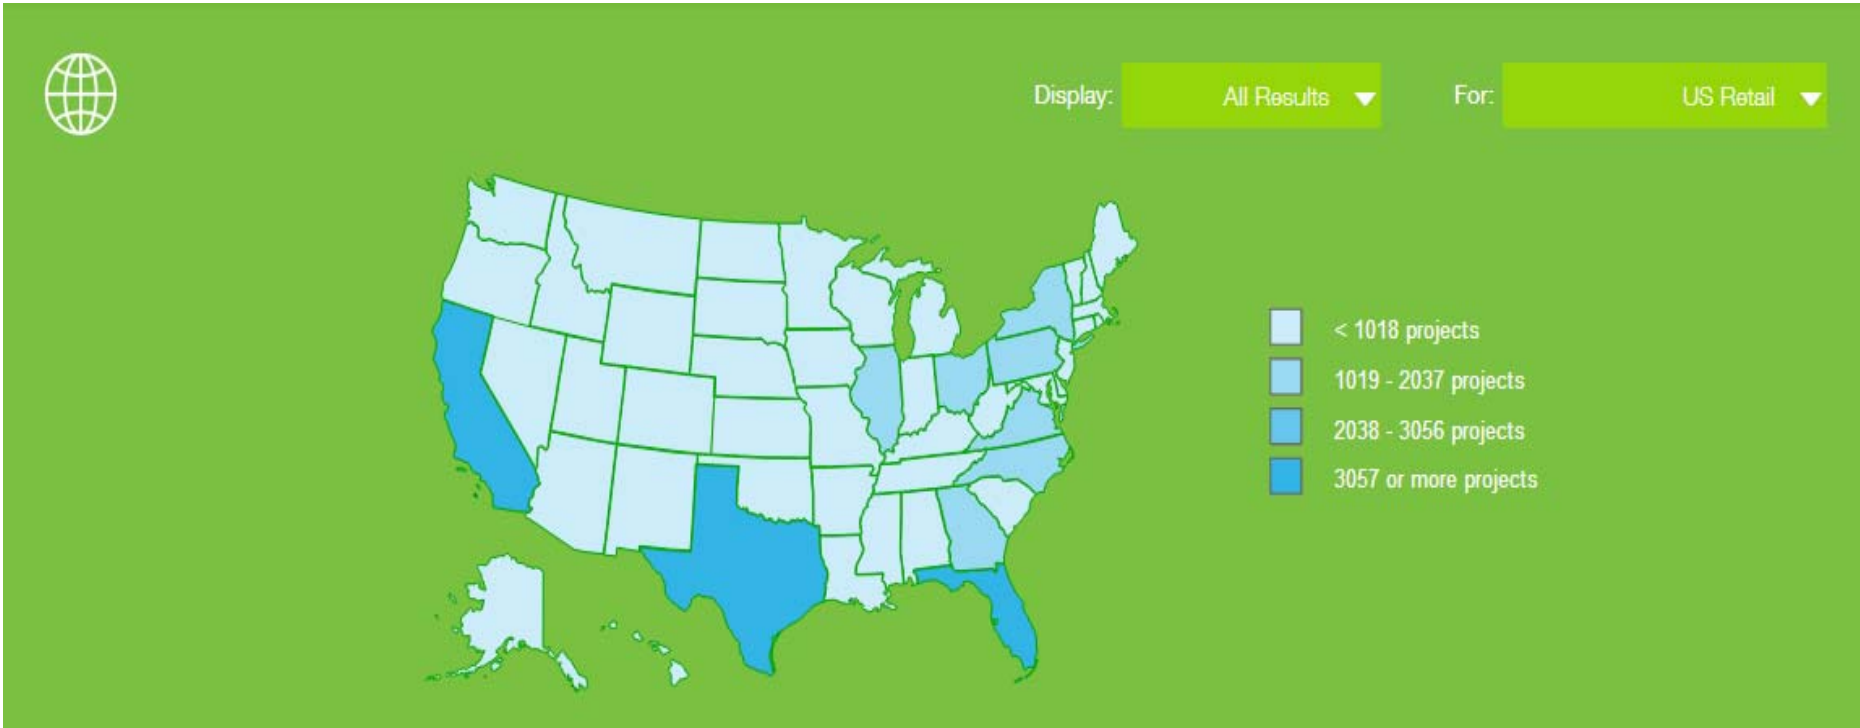 Display: All Results For: US Retail
< 1018 projects
1019 - 2037 projects
2038 - 3056 projects
3057 or more projects